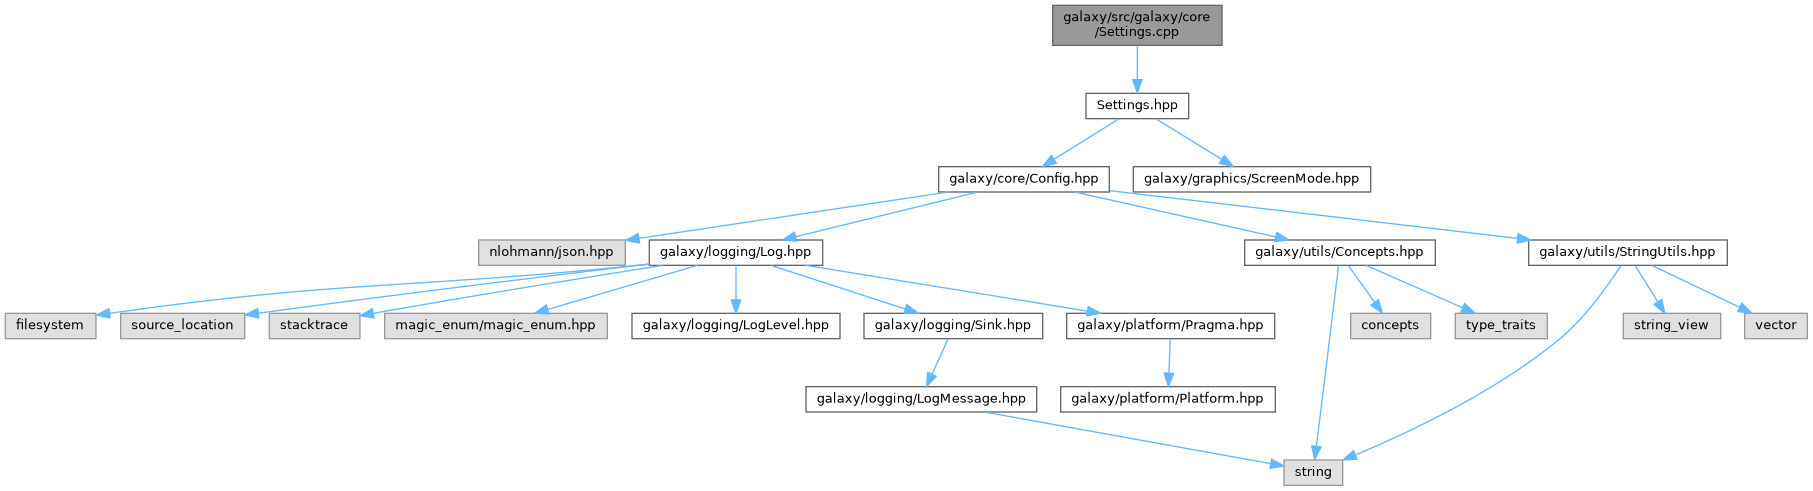 galaxy/src/galaxy/core
/Settings.cpp
Settings.hpp
galaxy/core/Config.hpp
galaxy/graphics/ScreenMode.hpp
nlohmann/json.hpp
galaxy/logging/Log.hpp
galaxy/utils/Concepts.hpp
galaxy/utils/StringUtils.hpp
filesystem
source_location
stacktrace
magic_enum/magic_enum.hpp
galaxy/logging/LogLevel.hpp
galaxy/logging/Sink.hpp
galaxy/platform/Pragma.hpp
concepts
type_traits
string_view
vector
galaxy/logging/LogMessage.hpp
galaxy/platform/Platform.hpp
string